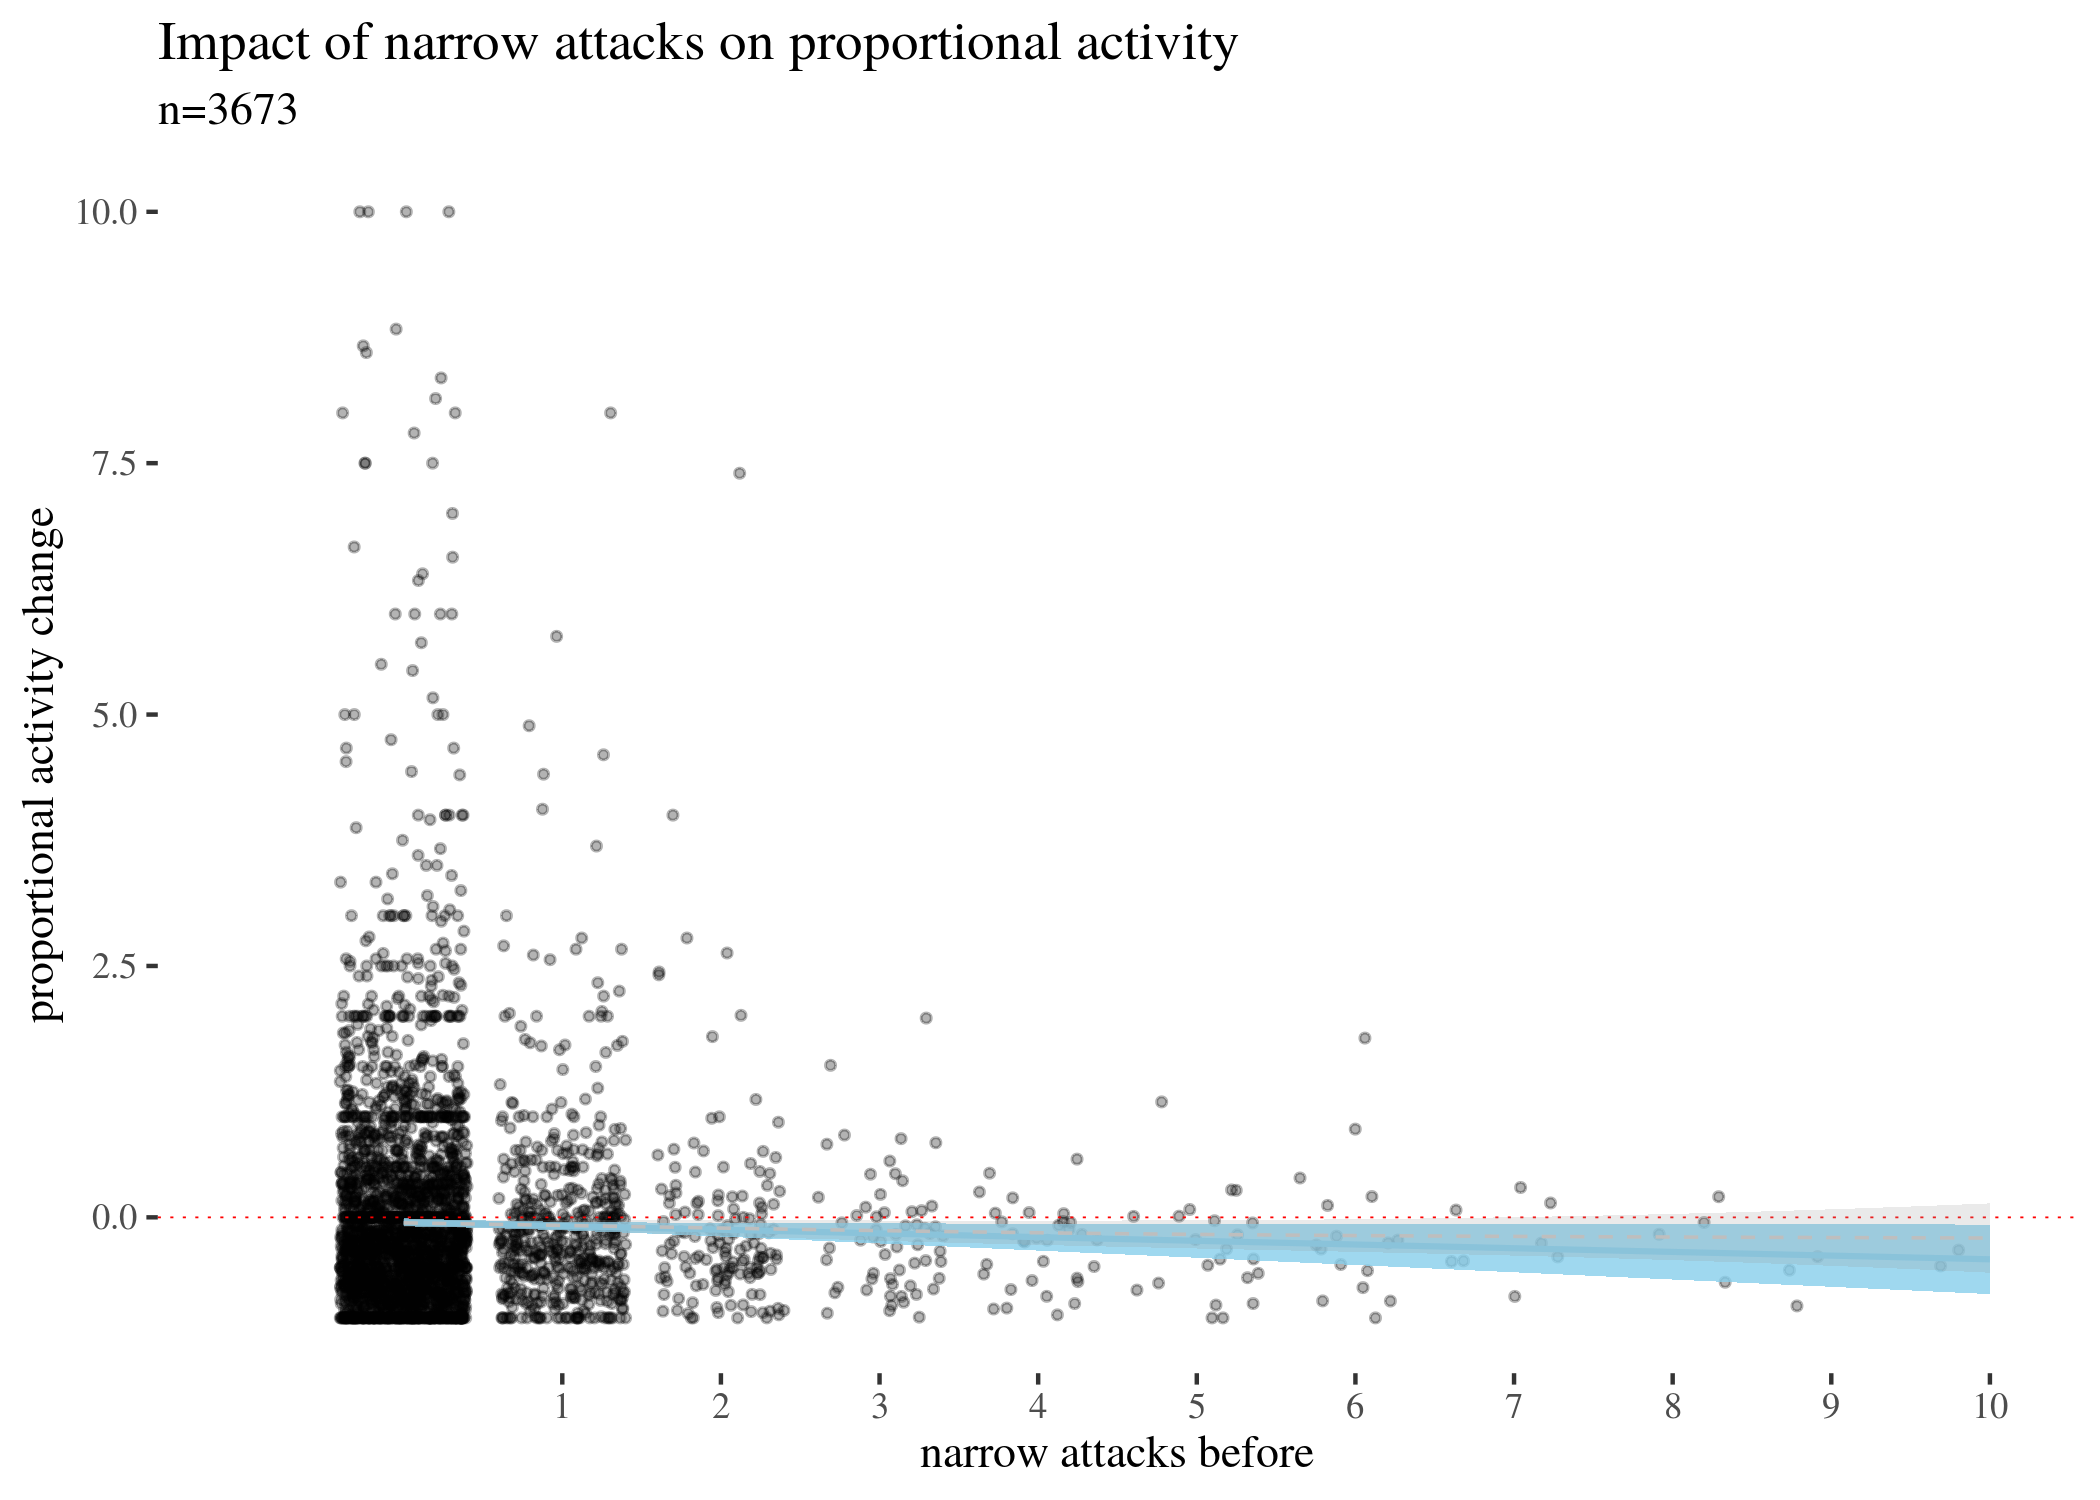 Impact of narrow attacks on proportional activity
n=3673
proportional activity change
10.0
7.5
5.0
2.5
0.0
1 2 3 4 5 6 7 8 9 10
narrow attacks before